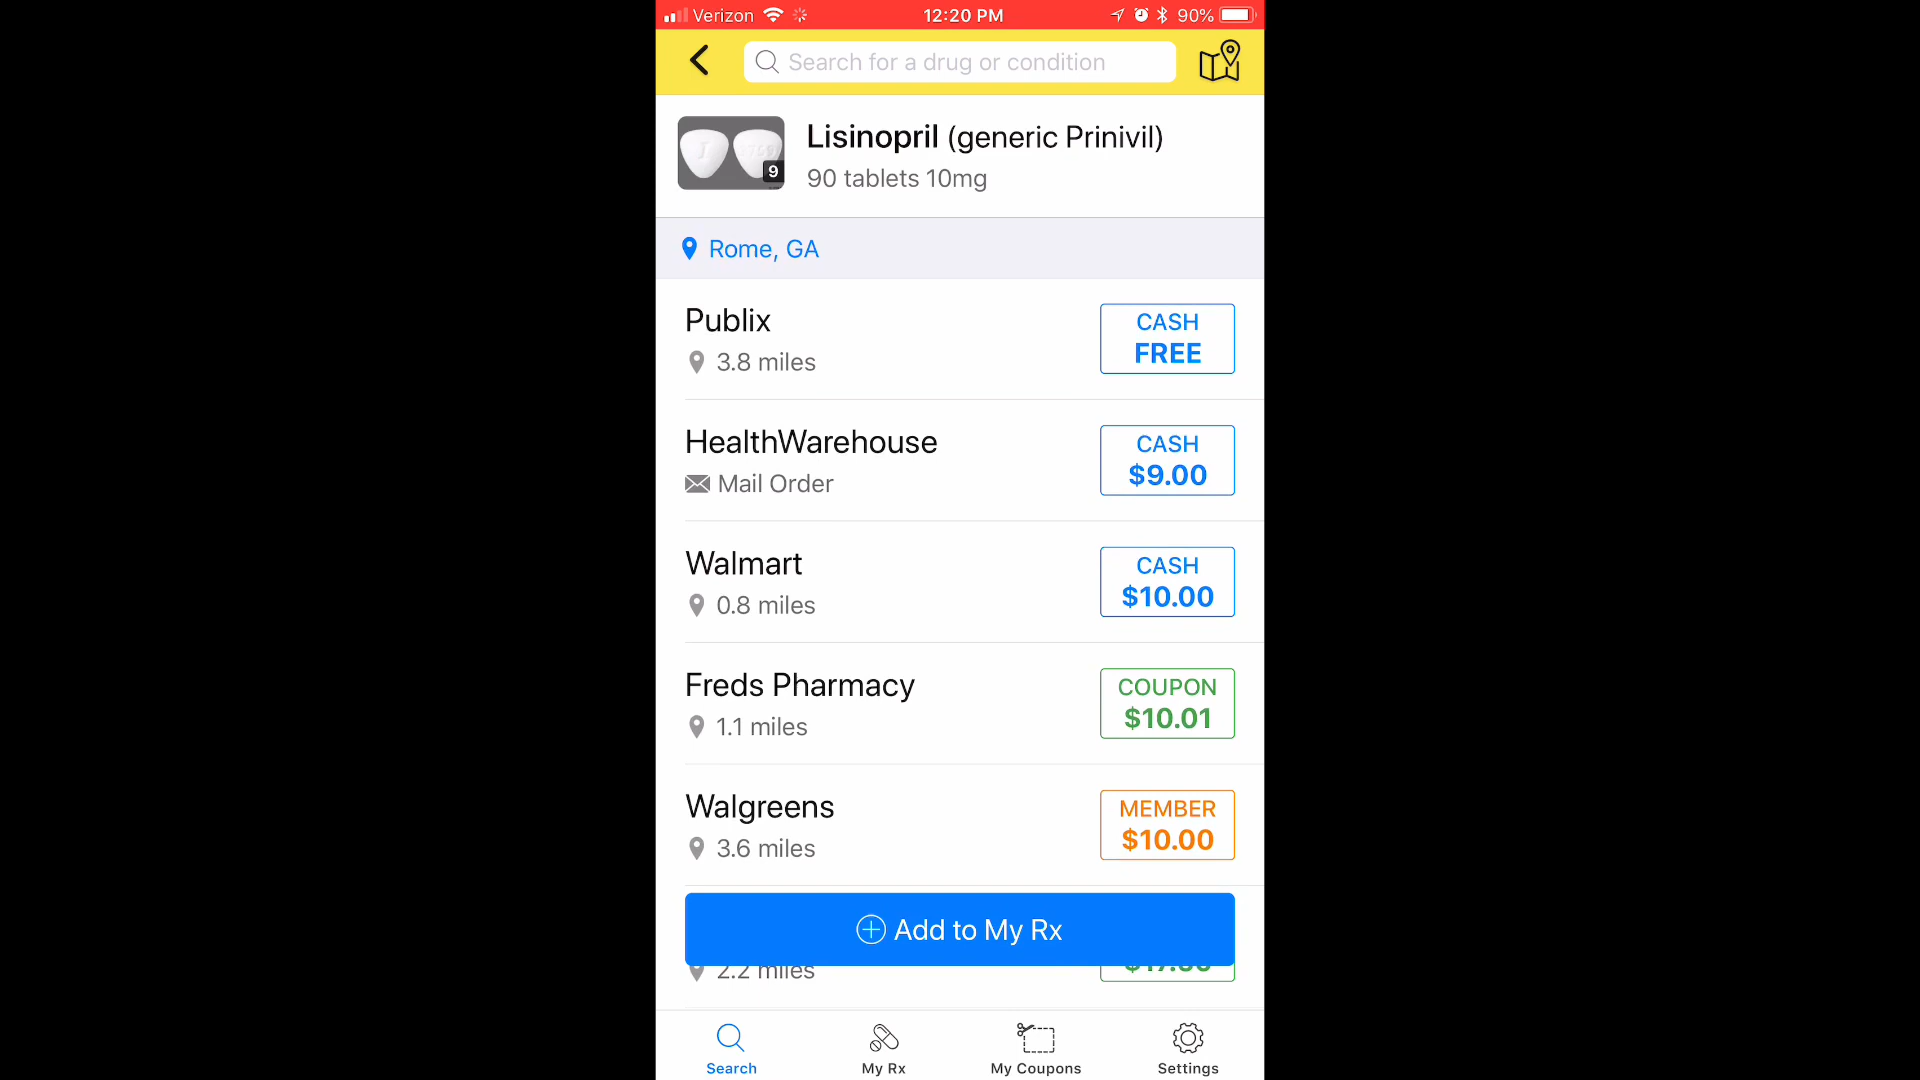 Verizon 12:20 PM 90%
Search for a drug or condition
Lisinopril (generic Prinivil)
9
90 tablets 10mg
Rome, GA
Publix
CASH
FREE
3.8 miles
HealthWarehouse
CASH
$9.00
Mail Order
Walmart
CASH
$10.00
0.8 miles
Freds Pharmacy
COUPON
$10.01
1.1 miles
Walgreens
MEMBER
$10.00
3.6 miles
Add to My Rx
2.2 miles
Search My Rx My Coupons Settings